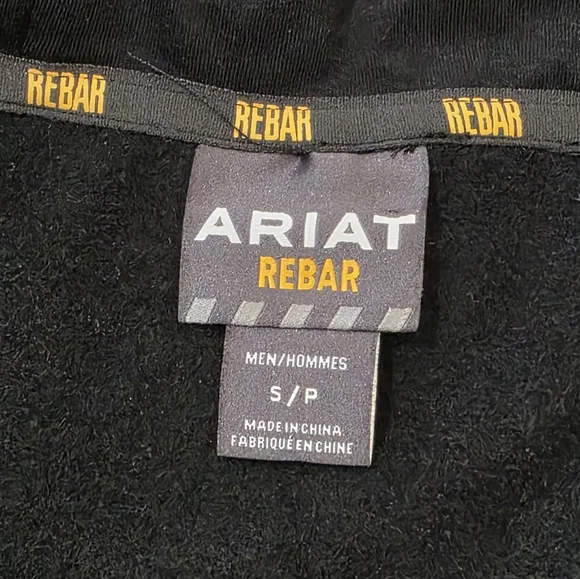 REBAR REBAR REBAR
ARIAT
REBAR
MEN/HOMMES
S/P
MADE IN CHINA
FABRIQUÉ EN CHINE